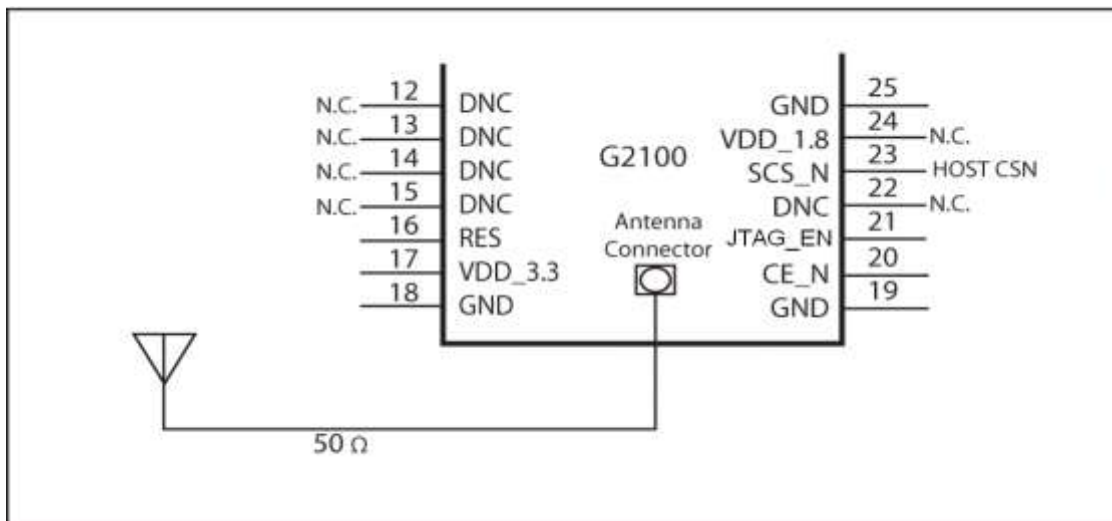 N.C. 12 DNC
N.C. 13 DNC
N.C. 14 DNC
N.C. 15 DNC
16 RES
17 VDD_3.3
18 GND
G2100
Antenna
Connector
GND 25
VDD_1.8 24 N.C.
SCS_N 23 HOST CSN
DNC 22 N.C.
JTAG_EN 21
CE_N 20
GND 19
50 Ω